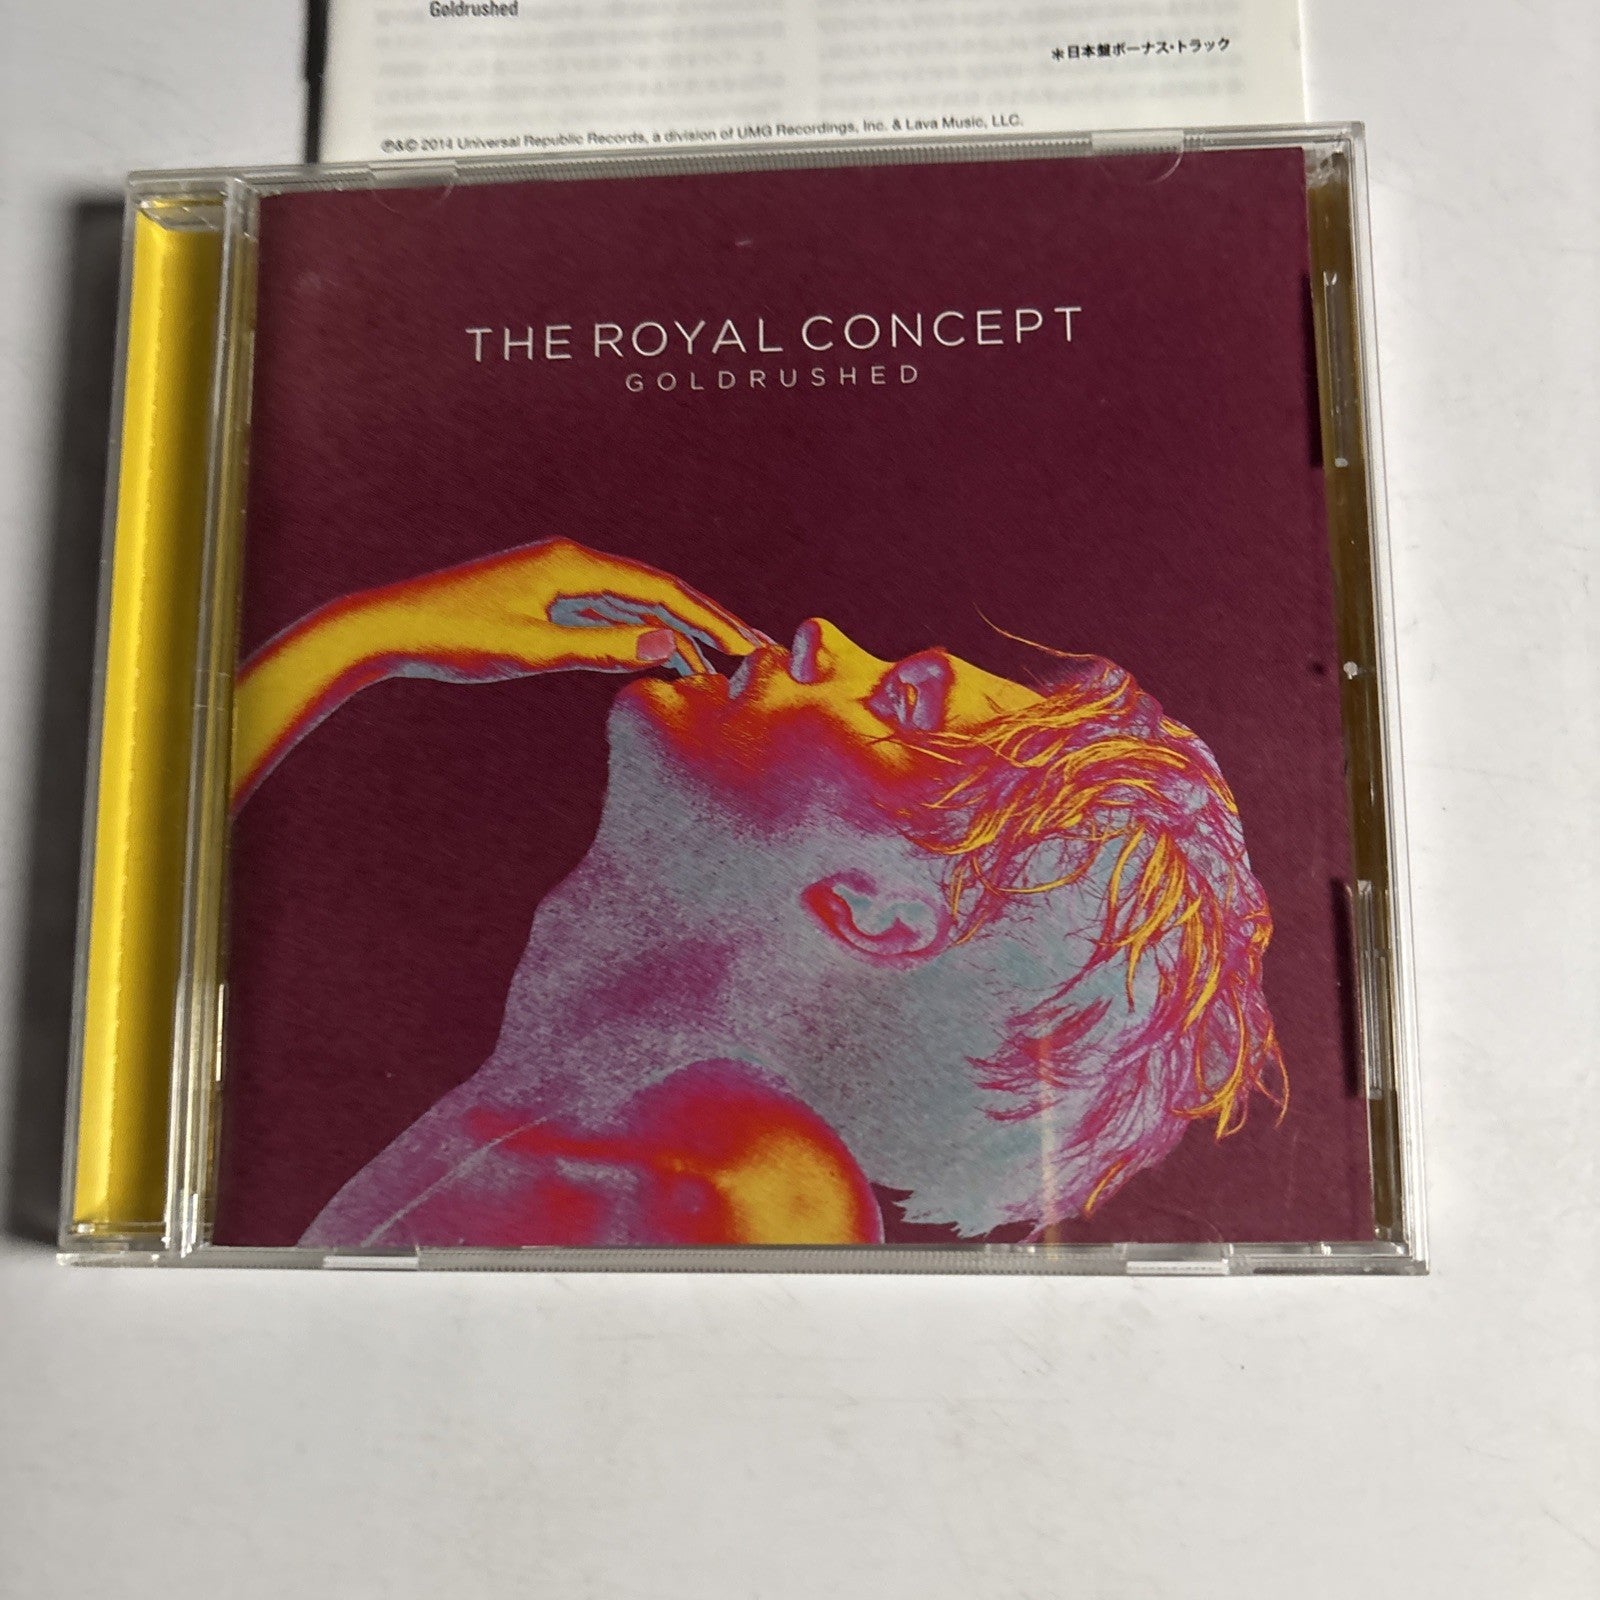 Goldrushed
*日本盤ボーナス・トラック
℗&© 2014 Universal Republic Records, a division of UMG Recordings, Inc. & Lava Music, LLC.
THE ROYAL CONCEPT
GOLDRUSHED